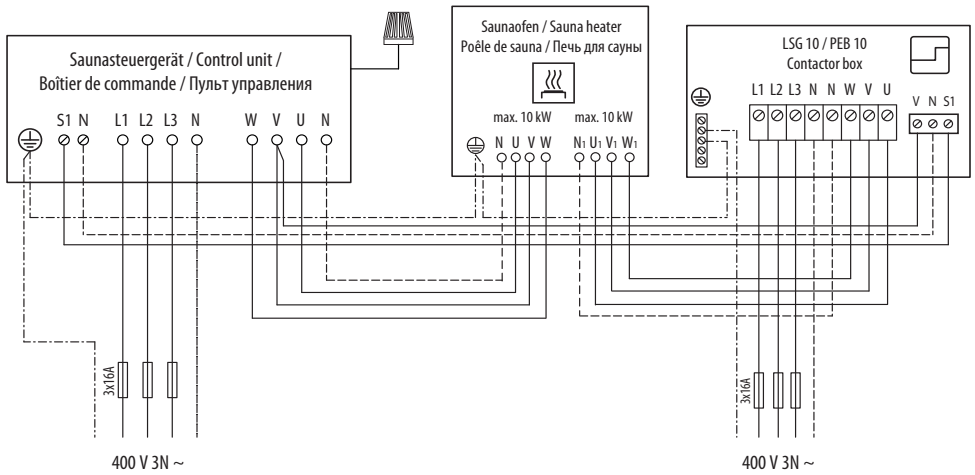 Saunasteuergerät / Control unit /
Boîtier de commande / Пульт управления
S1 N L1 L2 L3 N W V U N
Saunaofen / Sauna heater
Poêle de sauna / Печь для сауны
max. 10 kW max. 10 kW
N U V W N1 U1 V1 W1
LSG 10 / PEB 10
Contactor box
L1 L2 L3 N N W V U
V N S1
3x16A
400 V 3N ~
3x16A
400 V 3N ~